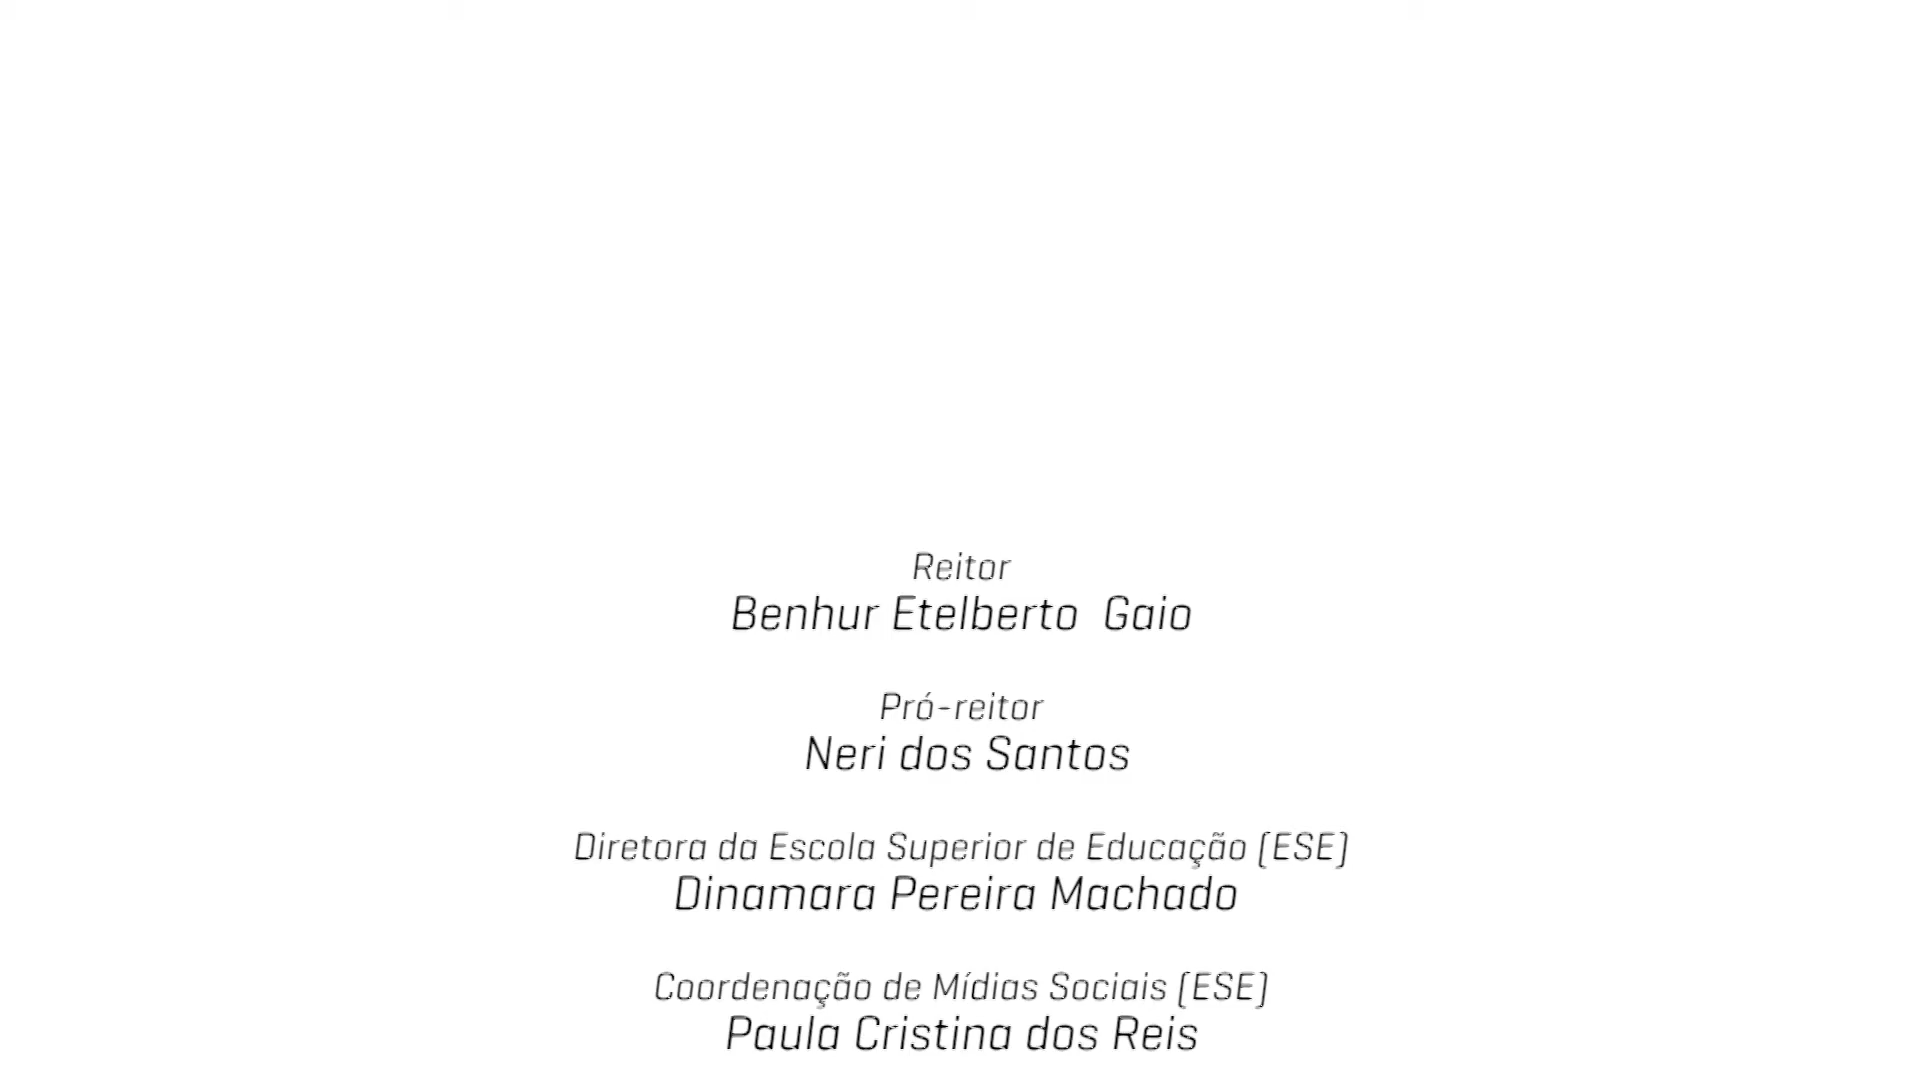 Reitor
Benhur Etelberto  Gaio
Pró-reitor
Neri dos Santos
Diretora da Escola Superior de Educação (ESE)
Dinamara Pereira Machado
Coordenação de Mídias Sociais (ESE)
Paula Cristina dos Reis